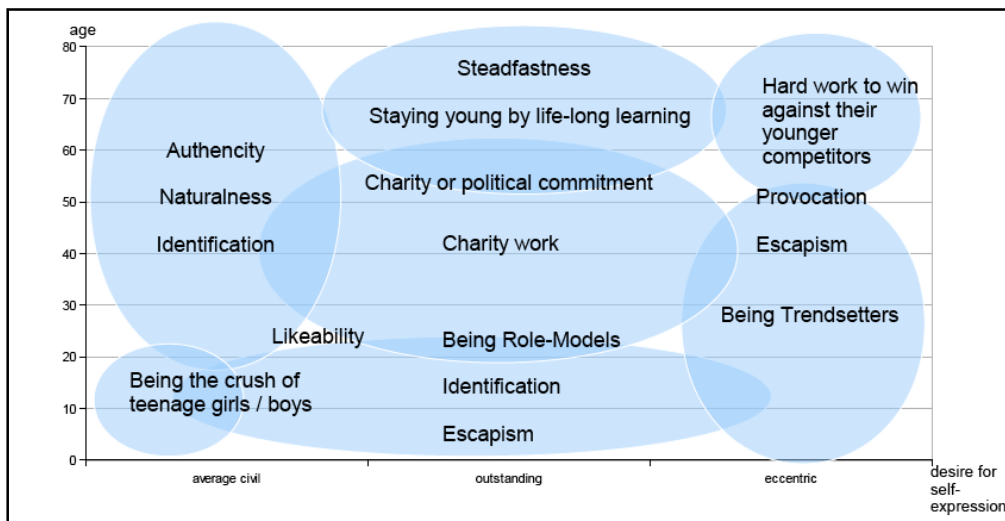 age
80
Steadfastness
Hard work to win
against their
younger
competitors
70
Staying young by life-long learning
60
Authencity
Charity or political commitment
50
Naturalness
Provocation
Identification
Charity work
Escapism
40
30
Being Trendsetters
Likeability
Being Role-Models
20
Being the crush of
teenage girls / boys
Identification
10
Escapism
0
average civil
outstanding
eccentric
desire for
self-
expression